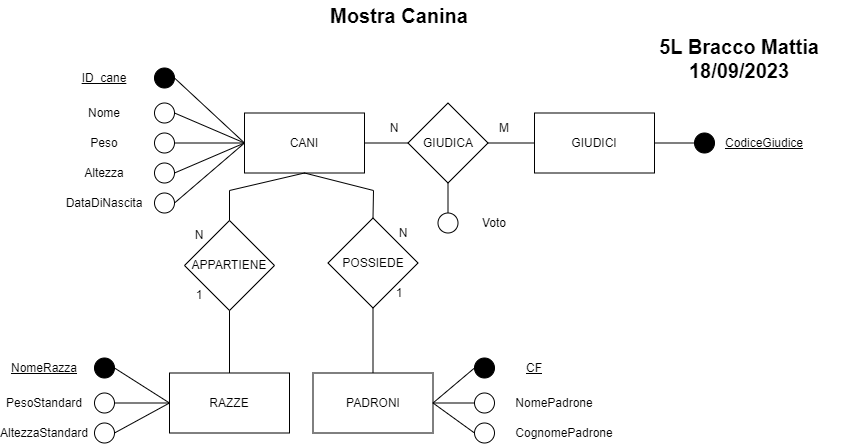 Mostra Canina
5L Bracco Mattia
18/09/2023
ID_cane
Nome
Peso
Altezza
DataDiNascita
CANI
N
GIUDICA
M
GIUDICI
CodiceGiudice
Voto
N
APPARTIENE
1
N
POSSIEDE
1
NomeRazza
PesoStandard
AltezzaStandard
RAZZE
PADRONI
CF
NomePadrone
CognomePadrone